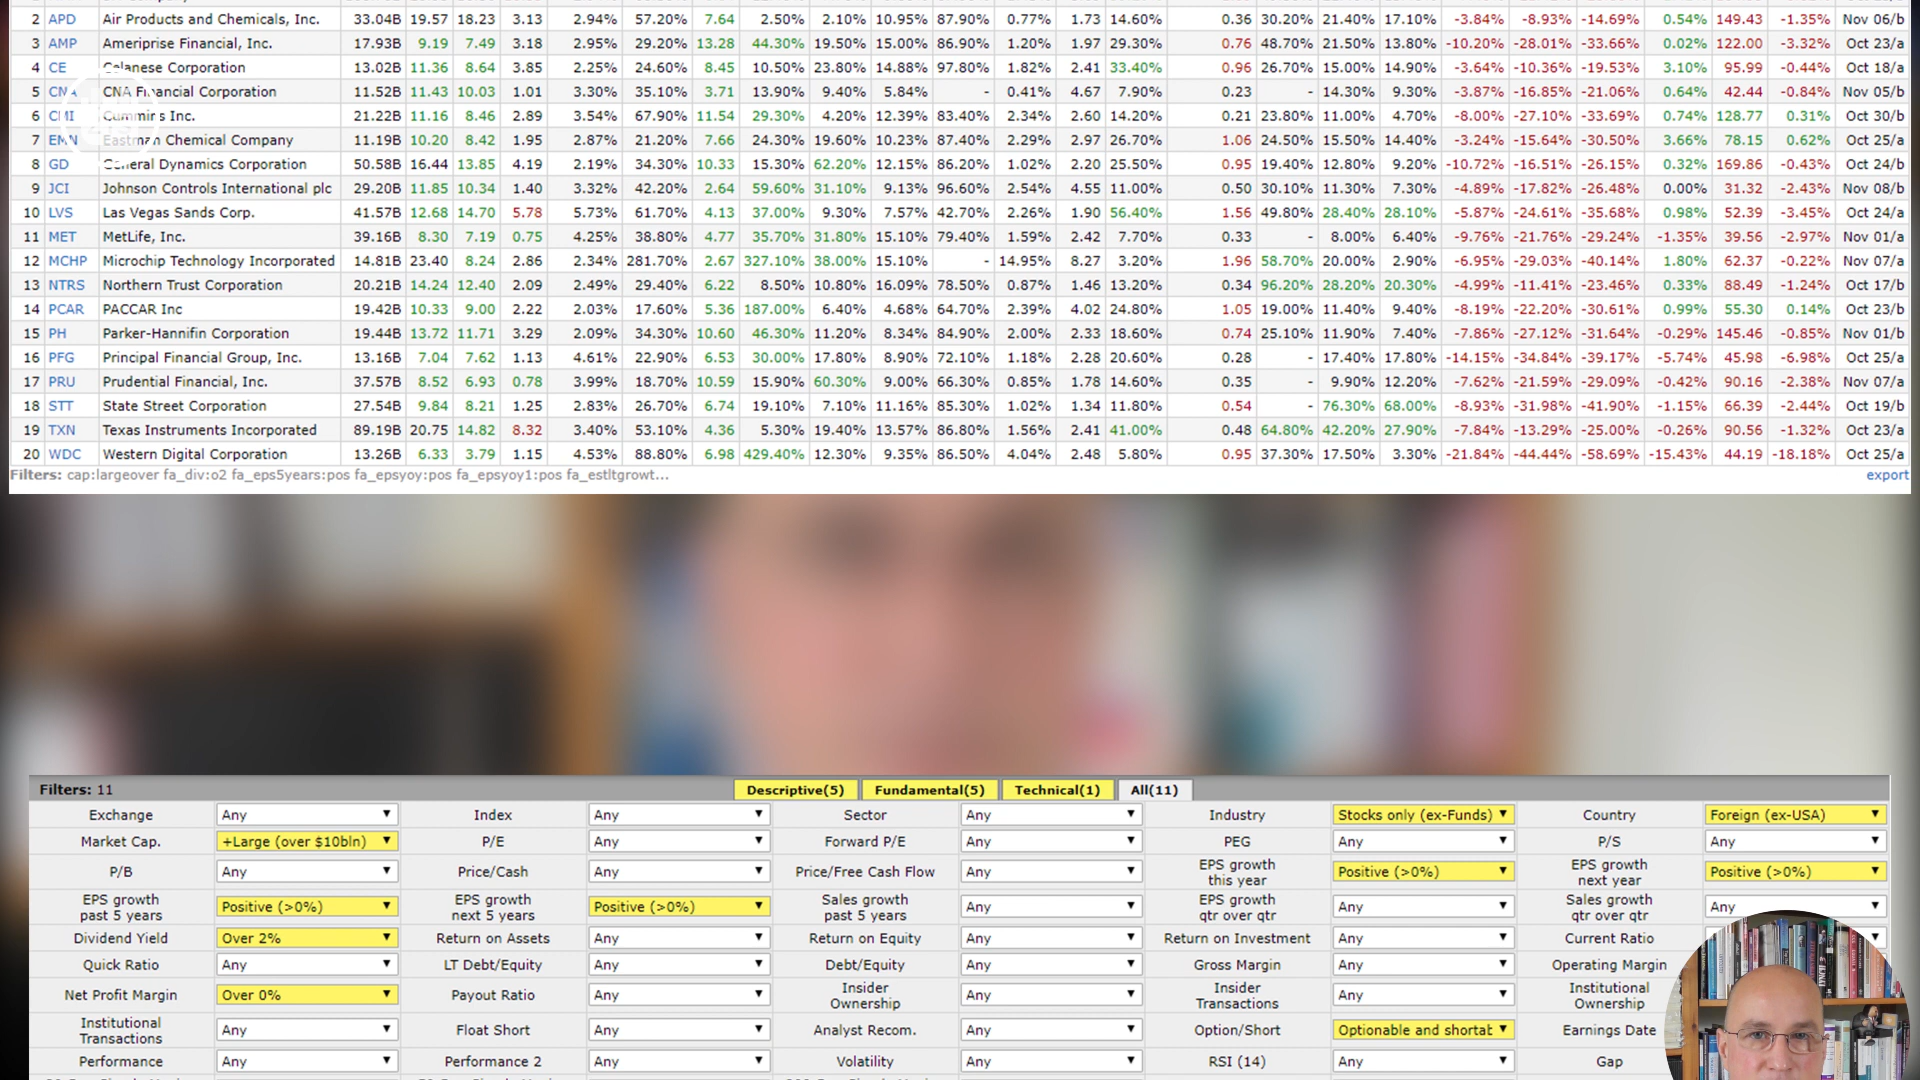 2 APD Air Products and Chemicals, Inc. 33.04B 19.57 18.23 3.13 2.94% 57.20% 7.64 2.50% 2.10% 10.95% 87.90% 0.77% 1.73 14.60% 0.36 30.20% 21.40% 17.10% -3.84% -8.93% -14.69% 0.54% 149.43 -1.35% Nov 06/b
3 AMP Ameriprise Financial, Inc. 17.93B 9.19 7.49 3.18 2.95% 29.20% 13.28 44.30% 19.50% 15.00% 86.90% 1.20% 1.97 29.30% 0.76 48.70% 21.50% 13.80% -10.20% -28.01% -33.66% 0.02% 122.00 -3.32% Oct 23/a
4 CE Celanese Corporation 13.02B 11.36 8.64 3.85 2.25% 24.60% 8.45 10.50% 23.80% 14.88% 97.80% 1.82% 2.41 33.40% 0.96 26.70% 15.00% 14.90% -3.64% -10.36% -19.53% 3.10% 95.99 -0.44% Oct 18/a
5 CNA CNA Financial Corporation 11.52B 11.43 10.03 1.01 3.30% 35.10% 3.71 13.90% 9.40% 5.84% - 0.41% 4.67 7.90% 0.23 - 14.30% 9.30% -3.87% -16.85% -21.06% 0.64% 42.44 -0.84% Nov 05/b
6 CMI Cummins Inc. 21.22B 11.16 8.46 2.89 3.54% 67.90% 11.54 29.30% 4.20% 12.39% 83.40% 2.34% 2.60 14.20% 0.21 23.80% 11.00% 4.70% -8.00% -27.10% -33.69% 0.74% 128.77 0.31% Oct 30/b
7 EMN Eastman Chemical Company 11.19B 10.20 8.42 1.95 2.87% 21.20% 7.66 24.30% 19.60% 10.23% 87.40% 2.29% 2.97 26.70% 1.06 24.50% 15.50% 14.40% -3.24% -15.64% -30.50% 3.66% 78.15 0.62% Oct 25/a
8 GD General Dynamics Corporation 50.58B 16.44 13.85 4.19 2.19% 34.30% 10.33 15.30% 62.20% 12.15% 86.20% 1.02% 2.20 25.50% 0.95 19.40% 12.80% 9.20% -10.72% -16.51% -26.15% 0.32% 169.86 -0.43% Oct 24/b
9 JCI Johnson Controls International plc 29.20B 11.85 10.34 1.40 3.32% 42.20% 2.64 59.60% 31.10% 9.13% 96.60% 2.54% 4.55 11.00% 0.50 30.10% 11.30% 7.30% -4.89% -17.82% -26.48% 0.00% 31.32 -2.43% Nov 08/b
10 LVS Las Vegas Sands Corp. 41.57B 12.68 14.70 5.78 5.73% 61.70% 4.13 37.00% 9.30% 7.57% 42.70% 2.26% 1.90 56.40% 1.56 49.80% 28.40% 28.10% -5.87% -24.61% -35.68% 0.98% 52.39 -3.45% Oct 24/a
11 MET MetLife, Inc. 39.16B 8.30 7.19 0.75 4.25% 38.80% 4.77 35.70% 31.80% 15.10% 79.40% 1.59% 2.42 7.70% 0.33 - 8.00% 6.40% -9.76% -21.76% -29.24% -1.35% 39.56 -2.97% Nov 01/a
12 MCHP Microchip Technology Incorporated 14.81B 23.40 8.24 2.86 2.34% 281.70% 2.67 327.10% 38.00% 15.10% - 14.95% 8.27 3.20% 1.96 58.70% 20.00% 2.90% -6.95% -29.03% -40.14% 1.80% 62.37 -0.22% Nov 07/a
13 NTRS Northern Trust Corporation 20.21B 14.24 12.40 2.09 2.49% 29.40% 6.22 8.50% 10.80% 16.09% 78.50% 0.87% 1.46 13.20% 0.34 96.20% 28.20% 20.30% -4.99% -11.41% -23.46% 0.33% 88.49 -1.24% Oct 17/b
14 PCAR PACCAR Inc 19.42B 10.33 9.00 2.22 2.03% 17.60% 5.36 187.00% 6.40% 4.68% 64.70% 2.39% 4.02 24.80% 1.05 19.00% 11.40% 9.40% -8.19% -22.20% -30.61% 0.99% 55.30 0.14% Oct 23/b
15 PH Parker-Hannifin Corporation 19.44B 13.72 11.71 3.29 2.09% 34.30% 10.60 46.30% 11.20% 8.34% 84.90% 2.00% 2.33 18.60% 0.74 25.10% 11.90% 7.40% -7.86% -27.12% -31.64% -0.29% 145.46 -0.85% Nov 01/b
16 PFG Principal Financial Group, Inc. 13.16B 7.04 7.62 1.13 4.61% 22.90% 6.53 30.00% 17.80% 8.90% 72.10% 1.18% 2.28 20.60% 0.28 - 17.40% 17.80% -14.15% -34.84% -39.17% -5.74% 45.98 -6.98% Oct 25/a
17 PRU Prudential Financial, Inc. 37.57B 8.52 6.93 0.78 3.99% 18.70% 10.59 15.90% 60.30% 9.00% 66.30% 0.85% 1.78 14.60% 0.35 - 9.90% 12.20% -7.62% -21.59% -29.09% -0.42% 90.16 -2.38% Nov 07/a
18 STT State Street Corporation 27.54B 9.84 8.21 1.25 2.83% 26.70% 6.74 19.10% 7.10% 11.16% 85.30% 1.02% 1.34 11.80% 0.54 - 76.30% 68.00% -8.93% -31.98% -41.90% -1.15% 66.39 -2.44% Oct 19/b
19 TXN Texas Instruments Incorporated 89.19B 20.75 14.82 8.32 3.40% 53.10% 4.36 5.30% 19.40% 13.57% 86.80% 1.56% 2.41 41.00% 0.48 64.80% 42.20% 27.90% -7.84% -13.29% -25.00% -0.26% 90.56 -1.32% Oct 23/a
20 WDC Western Digital Corporation 13.26B 6.33 3.79 1.15 4.53% 88.80% 6.98 429.40% 12.30% 9.35% 86.50% 4.04% 2.48 5.80% 0.95 37.30% 17.50% 3.30% -21.84% -44.44% -58.69% -15.43% 44.19 -18.18% Oct 25/a
Filters: cap:largeover fa_div:o2 fa_eps5years:pos fa_epsyoy:pos fa_epsyoy1:pos fa_estltgrowt... export
Filters: 11 Descriptive(5) Fundamental(5) Technical(1) All(11)
Exchange Any Index Any Sector Any Industry Stocks only (ex-Funds) Country Foreign (ex-USA)
Market Cap. +Large (over $10bln) P/E Any Forward P/E Any PEG Any P/S Any
P/B Any Price/Cash Any Price/Free Cash Flow Any EPS growth this year Positive (>0%) EPS growth next year Positive (>0%)
EPS growth past 5 years Positive (>0%) EPS growth next 5 years Positive (>0%) Sales growth past 5 years Any EPS growth qtr over qtr Any Sales growth qtr over qtr Any
Dividend Yield Over 2% Return on Assets Any Return on Equity Any Return on Investment Any Current Ratio
Quick Ratio Any LT Debt/Equity Any Debt/Equity Any Gross Margin Any Operating Margin
Net Profit Margin Over 0% Payout Ratio Any Insider Ownership Any Insider Transactions Any Institutional Ownership
Institutional Transactions Any Float Short Any Analyst Recom. Any Option/Short Optionable and shortat Earnings Date
Performance Any Performance 2 Any Volatility Any RSI (14) Any Gap